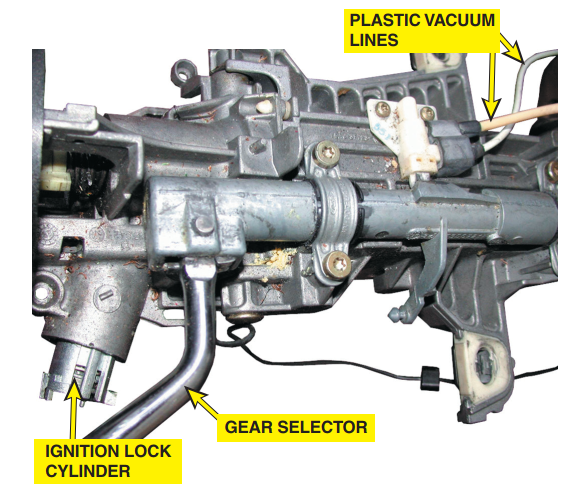 PLASTIC VACUUM
LINES
GEAR SELECTOR
IGNITION LOCK
CYLINDER